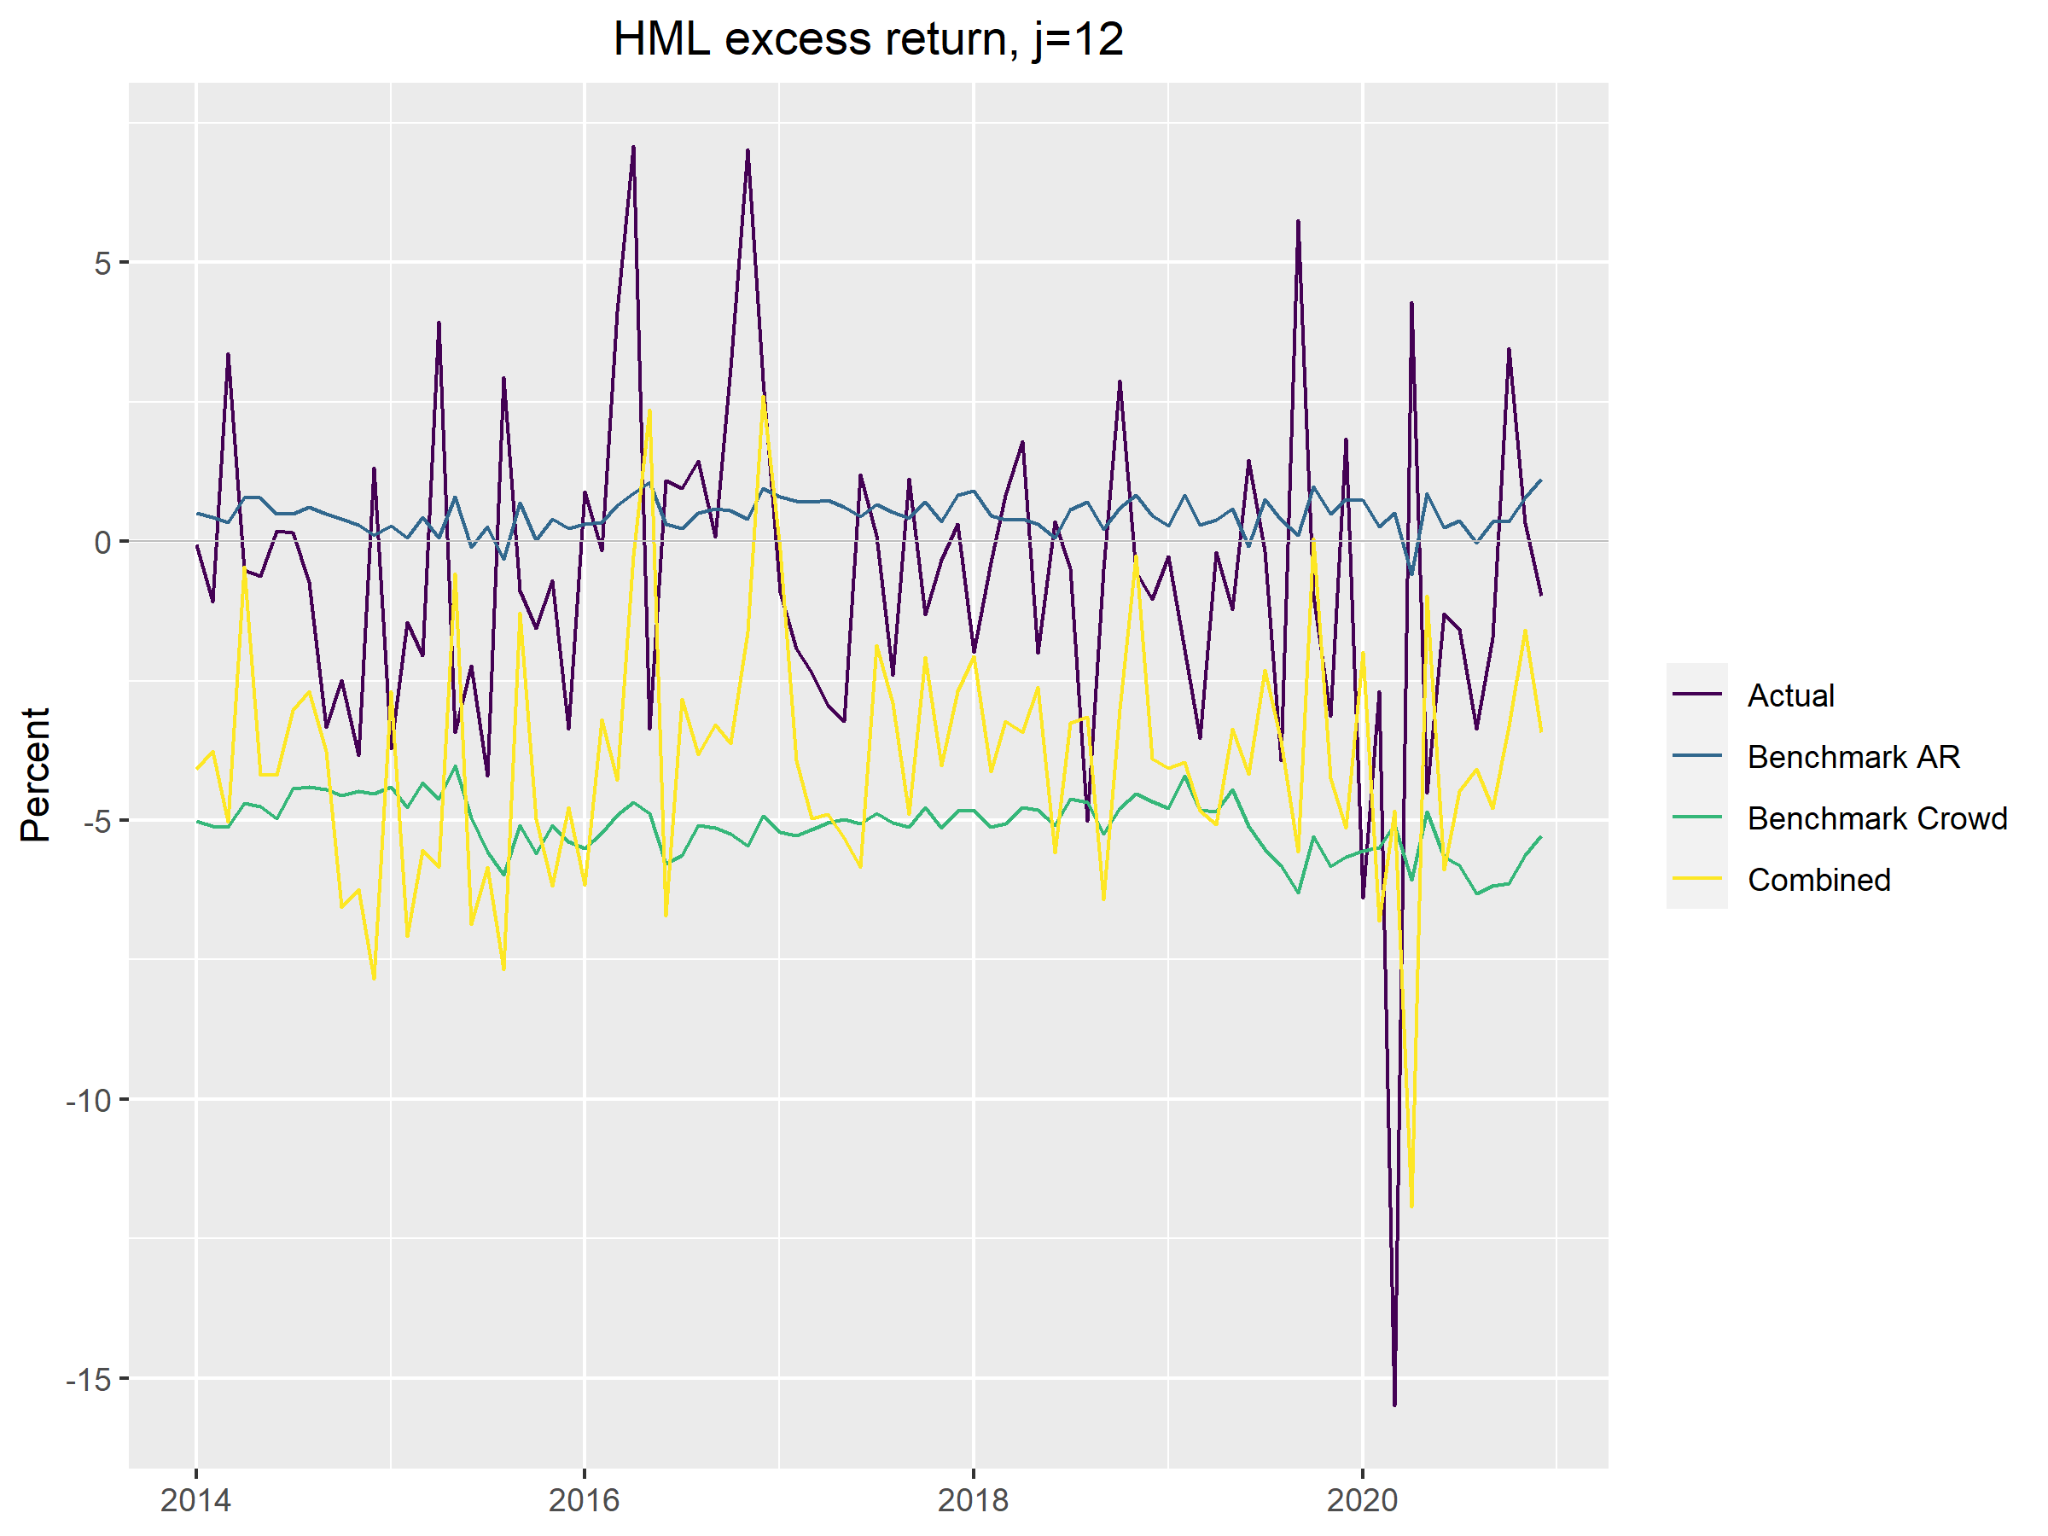 HML excess return, j=12
Percent
5
0
-5
-10
-15
2014
2016
2018
2020
Actual
Benchmark AR
Benchmark Crowd
Combined